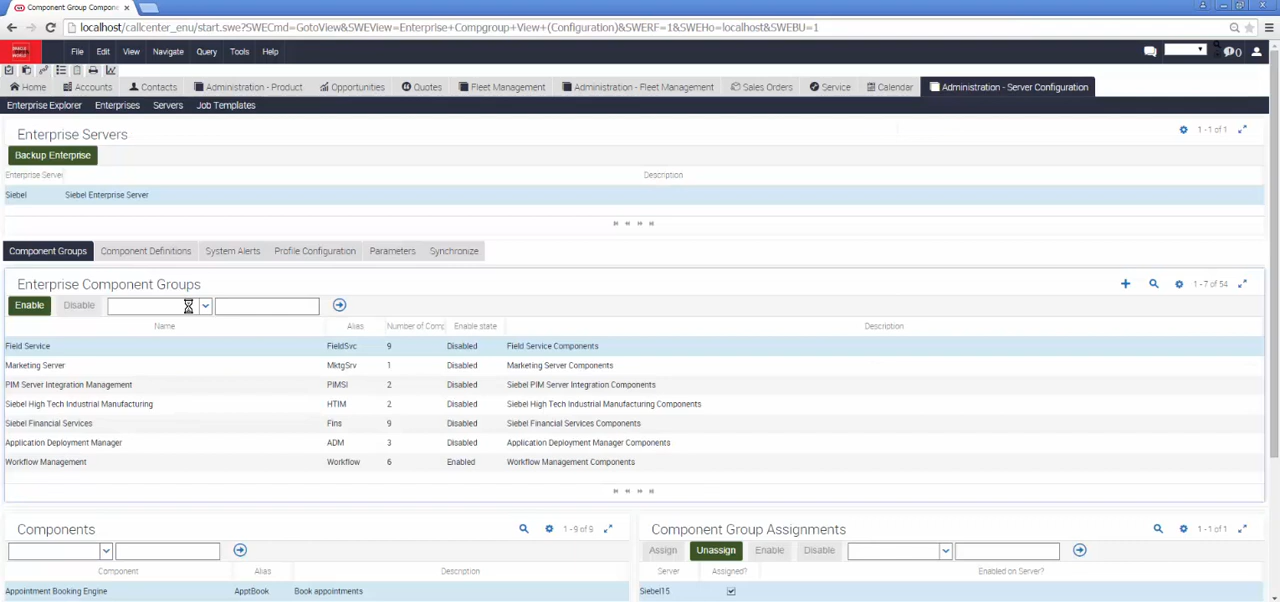 Component Group Compone ×
localhost/callcenter_enu/start.swe?SWECmd=GotoView&SWEView=Enterprise+Compgroup+View+(Configuration)&SWERF=1&SWEHo=localhost&SWEBU=1
File Edit View Navigate Query Tools Help
0
Home Accounts Contacts Administration - Product Opportunities Quotes Fleet Management Administration - Fleet Management Sales Orders Service Calendar Administration - Server Configuration
Enterprise Explorer Enterprises Servers Job Templates
Enterprise Servers 1 - 1 of 1
Backup Enterprise
Enterprise Server Description
Siebel Siebel Enterprise Server
Component Groups Component Definitions System Alerts Profile Configuration Parameters Synchronize
Enterprise Component Groups 1 - 7 of 54
Enable Disable
Name Alias Number of Comp Enable state Description
Field Service FieldSvc 9 Disabled Field Service Components
Marketing Server MktgSrv 1 Disabled Marketing Server Components
PIM Server Integration Management PIMSI 2 Disabled Siebel PIM Server Integration Components
Siebel High Tech Industrial Manufacturing HTIM 2 Disabled Siebel High Tech Industrial Manufacturing Components
Siebel Financial Services Fins 9 Disabled Siebel Financial Services Components
Application Deployment Manager ADM 3 Disabled Application Deployment Manager Components
Workflow Management Workflow 6 Enabled Workflow Management Components
Components 1 - 9 of 9
Component Alias Description
Appointment Booking Engine ApptBook Book appointments
Component Group Assignments 1 - 1 of 1
Assign Unassign Enable Disable
Server Assigned? Enabled on Server?
Siebel15